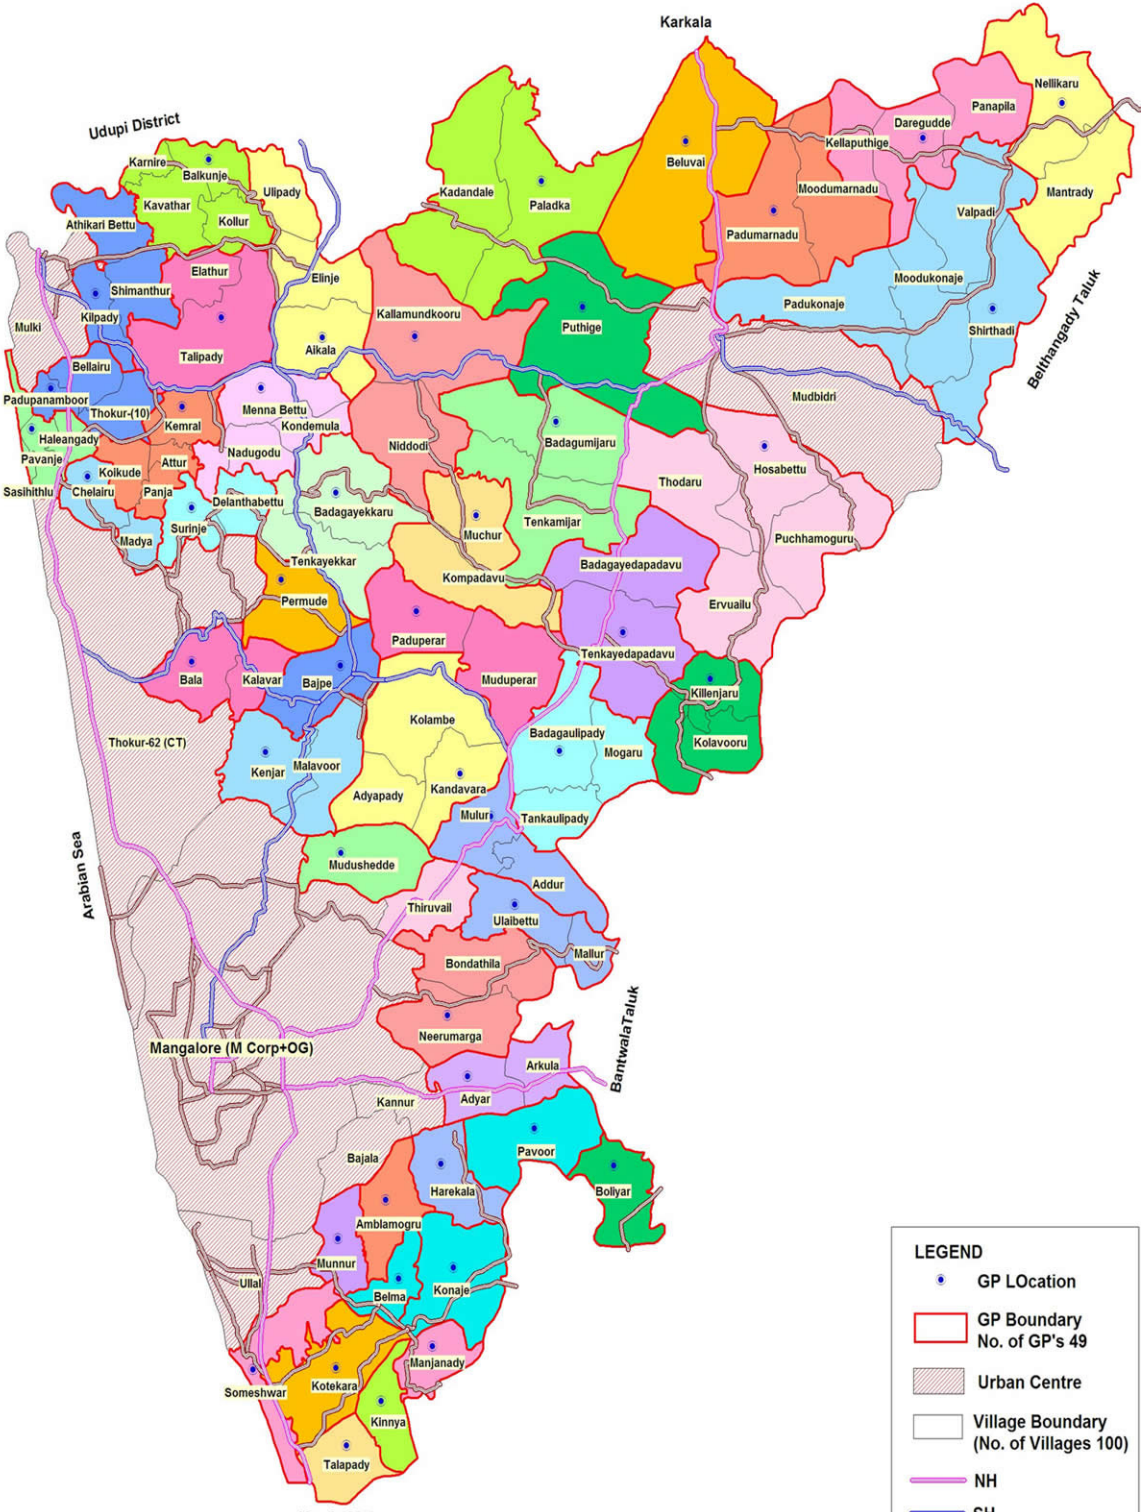 Karkala
Udupi District
Nellikaru
Panapila
Daregudde
Kellaputhige
Karnire
Balkunje
Beluvai
Ulipady
Kadandale
Paladka
Moodumarnadu
Mantrady
Kavathar
Kollur
Valpadi
Athikari Bettu
Padumarnadu
Elathur
Elinje
Moodukonaje
Shimanthur
Padukonaje
Kilpady
Kallamundkooru
Mulki
Puthige
Shirthadi
Belthangady Taluk
Talipady
Aikala
Bellairu
Mudbidri
Padupanamboor
Thokur-(10)
Menna Bettu
Kemral
Kondemula
Haleangady
Badagumijaru
Niddodi
Nadugodu
Pavanje
Attur
Koikude
Hosabettu
Thodaru
Sasihithlu
Chelairu
Panja
Delanthabettu
Badagayekkaru
Surinje
Tenkamijar
Madya
Muchur
Puchhamoguru
Tenkayekkar
Badagayedapadavu
Kompadavu
Permude
Ervuailu
Paduperar
Tenkayedapadavu
Bala
Kalavar
Bajpe
Muduperar
Killenjaru
Kolambe
Badagaulipady
Thokur-62 (CT)
Mogaru
Kolavooru
Kenjar
Malavoor
Kandavara
Adyapady
Mulur
Tankaulipady
Arabian Sea
Mudushedde
Addur
Thiruvail
Ulaibettu
Mallur
Bondathila
Neerumarga
BantwalaTaluk
Mangalore (M Corp+OG)
Arkula
Adyar
Kannur
Pavoor
Bajala
Harekala
Boliyar
Amblamogru
Munnur
Ullal
Belma
Konaje
Manjanady
Someshwar
Kotekara
Kinnya
Talapady
LEGEND
GP LOcation
GP Boundary
No. of GP's 49
Urban Centre
Village Boundary
(No. of Villages 100)
NH